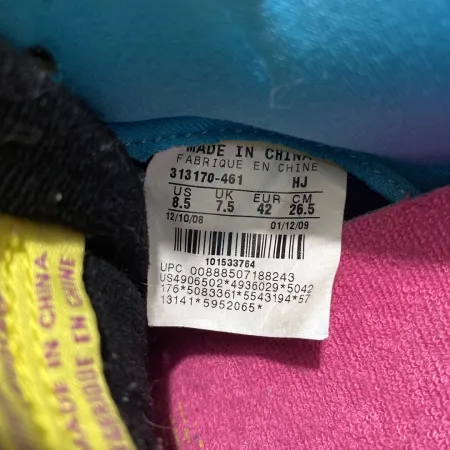 MADE IN CHINA
FABRIQUE EN CHINE
313170-461 HJ
US UK EUR CM
8.5 7.5 42 26.5
12/10/08 01/12/09
101533764
UPC 00888507188243
US4906502*4936029*5042
176*5083361*5543194*57
13141*5952065*
MADE IN CHINA
FABRIQUE EN CHINE